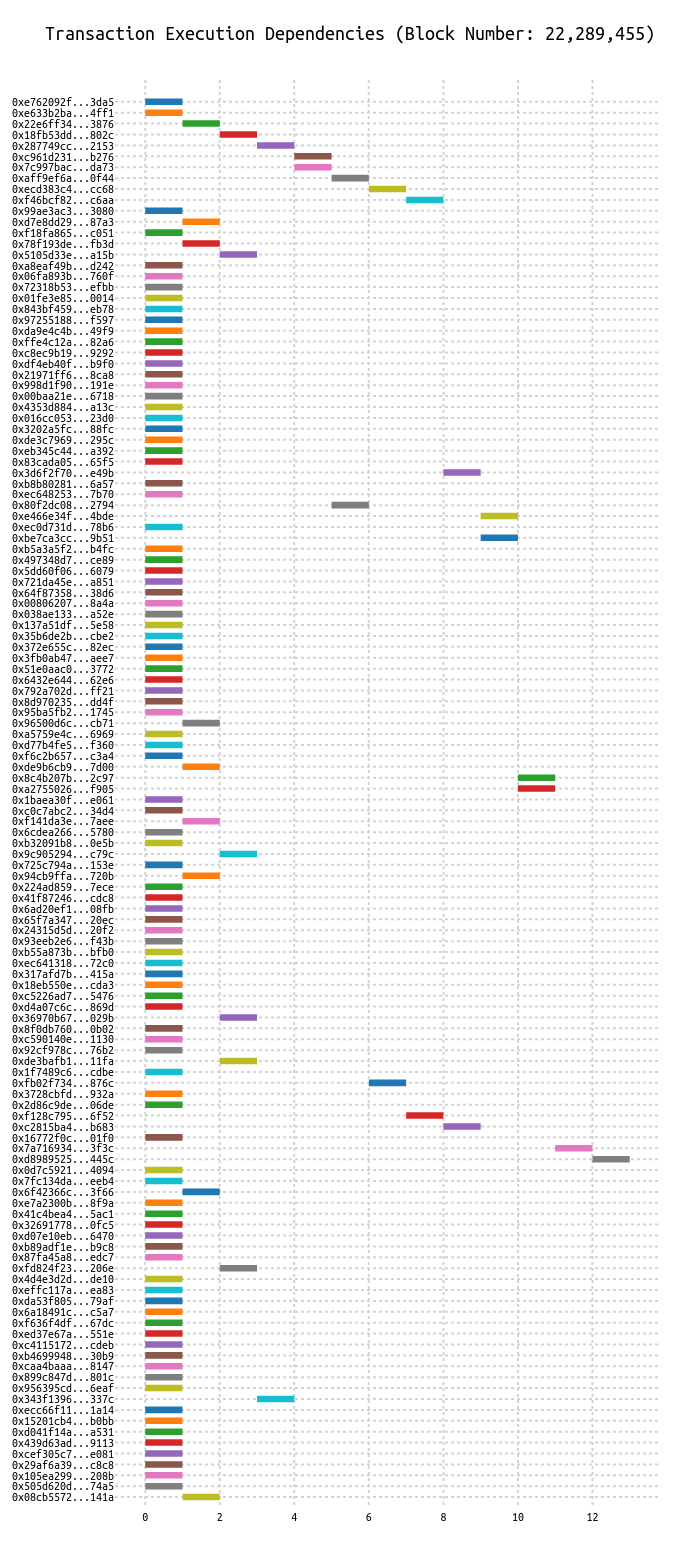 Transaction Execution Dependencies (Block Number: 22,289,455)
0xe762092f...3da5
0xe633b2ba...4ff1
0x22e6ff34...3876
0x18fb53dd...802c
0x287749cc...2153
0xc961d231...b276
0x7c997bac...da73
0xaff9ef6a...0f44
0xecd383c4...cc68
0xf46bcf82...c6aa
0x99ae3ac3...3080
0xd7e8dd29...87a3
0xf18fa865...c051
0x78f193de...fb3d
0x5105d33e...a15b
0xa8eaf49b...d242
0x06fa893b...760f
0x72318b53...efbb
0x01fe3e85...0014
0x843bf459...eb78
0x97255188...f597
0xda9e4c4b...49f9
0xffe4c12a...82a6
0xc8ec9b19...9292
0xdf4eb40f...b9f0
0x21971ff6...8ca8
0x998d1f90...191e
0x00baa21e...6718
0x4353d884...a13c
0x016cc053...23d0
0x3202a5fc...88fc
0xde3c7969...295c
0xeb345c44...a392
0x83cada05...65f5
0x3d6f2f70...e49b
0xb8b80281...6a57
0xec648253...7b70
0x80f2dc08...2794
0xe466e34f...4bde
0xec0d731d...78b6
0xbe7ca3cc...9b51
0xb5a3a5f2...b4fc
0x497348d7...ce89
0x5dd60f06...6079
0x721da45e...a851
0x64f87358...38d6
0x00806207...8a4a
0x038ae133...a52e
0x137a51df...5e58
0x35b6de2b...cbe2
0x372e655c...82ec
0x3fb0ab47...aee7
0x51e0aac0...3772
0x6432e644...62e6
0x792a702d...ff21
0x8d970235...dd4f
0x95ba5fb2...1745
0x96500d6c...cb71
0xa5759e4c...6969
0xd77b4fe5...f360
0xf6c2b657...c3a4
0xde9b6cb9...7d00
0x8c4b207b...2c97
0xa2755026...f905
0x1baea30f...e061
0xc0c7abc2...34d4
0xf141da3e...7aee
0x6cdea266...5780
0xb32091b8...0e5b
0x9c905294...c79c
0x725c794a...153e
0x94cb9ffa...720b
0x224ad859...7ece
0x41f87246...cdc8
0x6ad20ef1...08fb
0x65f7a347...20ec
0x24315d5d...20f2
0x93eeb2e6...f43b
0xb55a873b...bfb0
0xec641318...72c0
0x317afd7b...415a
0x18eb550e...cda3
0xc5226ad7...5476
0xd4a07c6c...869d
0x36970b67...029b
0x8f0db760...0b02
0xc590140e...1130
0x92cf978c...76b2
0xde3bafb1...11fa
0x1f7489c6...cdbe
0xfb02f734...876c
0x3728cbfd...932a
0x2d86c9de...06de
0xf128c795...6f52
0xc2815ba4...b683
0x16772f0c...01f0
0x7a716934...3f3c
0xd8989525...445c
0x0d7c5921...4094
0x7fc134da...eeb4
0x6f42366c...3f66
0xe7a2300b...8f9a
0x41c4bea4...5ac1
0x32691778...0fc5
0xd07e10eb...6470
0xb89adf1e...b9c8
0x87fa45a8...edc7
0xfd824f23...206e
0x4d4e3d2d...de10
0xeffc117a...ea83
0xda53f805...79af
0x6a18491c...c5a7
0xf636f4df...67dc
0xed37e67a...551e
0xc4115172...cdeb
0xb4699948...30b9
0xcaa4baaa...8147
0x899c847d...801c
0x956395cd...6eaf
0x343f1396...337c
0xecc66f11...1a14
0x15201cb4...b0bb
0xd041f14a...a531
0x439d63ad...9113
0xcef305c7...e081
0x29af6a39...c8c8
0x105ea299...208b
0x505d620d...74a5
0x08cb5572...141a
0 2 4 6 8 10 12